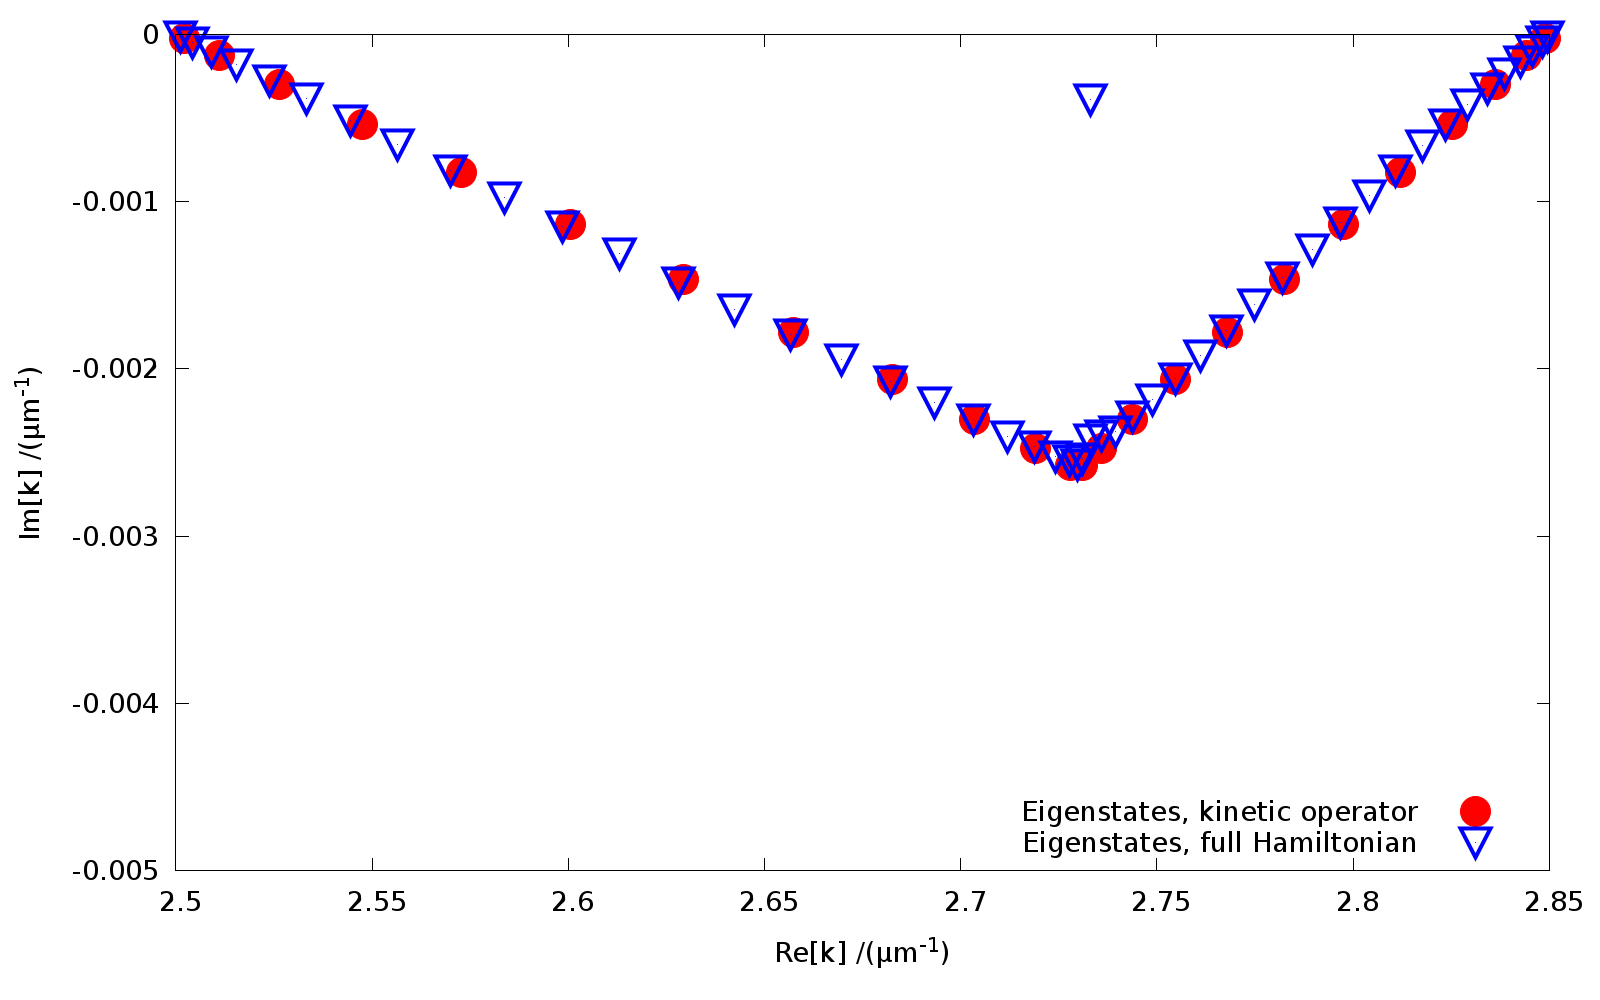 0
-0.001
-0.002
-0.003
-0.004
-0.005
2.5 2.55 2.6 2.65 2.7 2.75 2.8 2.85
Im[k] /(μm⁻¹)
Re[k] /(μm⁻¹)
Eigenstates, kinetic operator
Eigenstates, full Hamiltonian